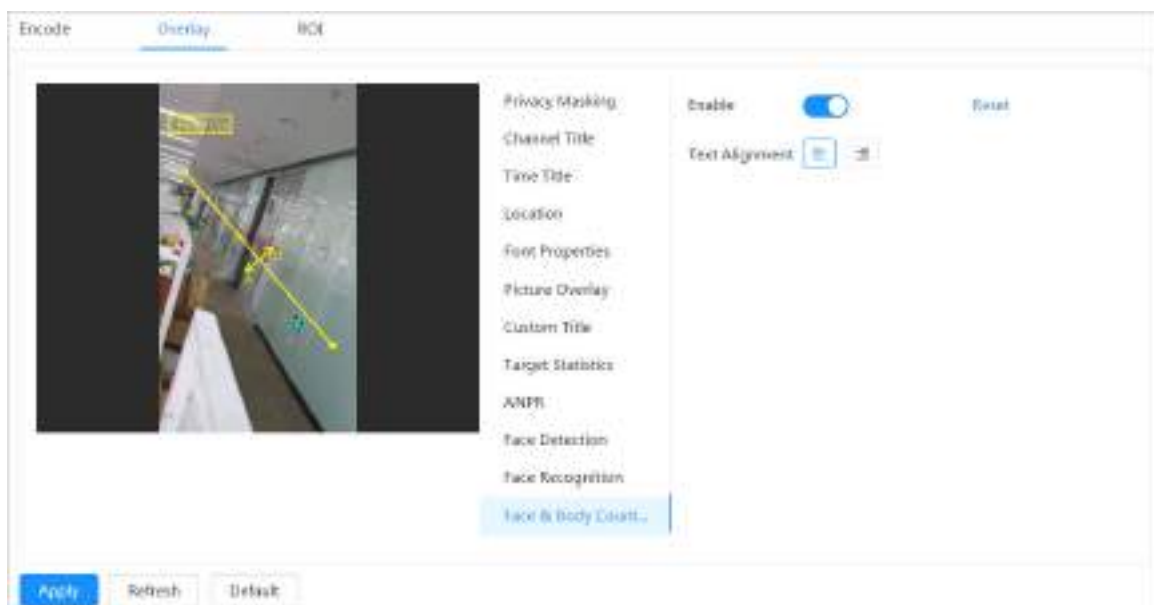 Encode Overlay ROI
Privacy Masking
Enable Reset
Channel Title
Text Alignment
Time Title
Location
Font Properties
Picture Overlay
Custom Title
Target Statistics
ANPR
Face Detection
Face Recognition
Face & Body Count...
Apply Refresh Default